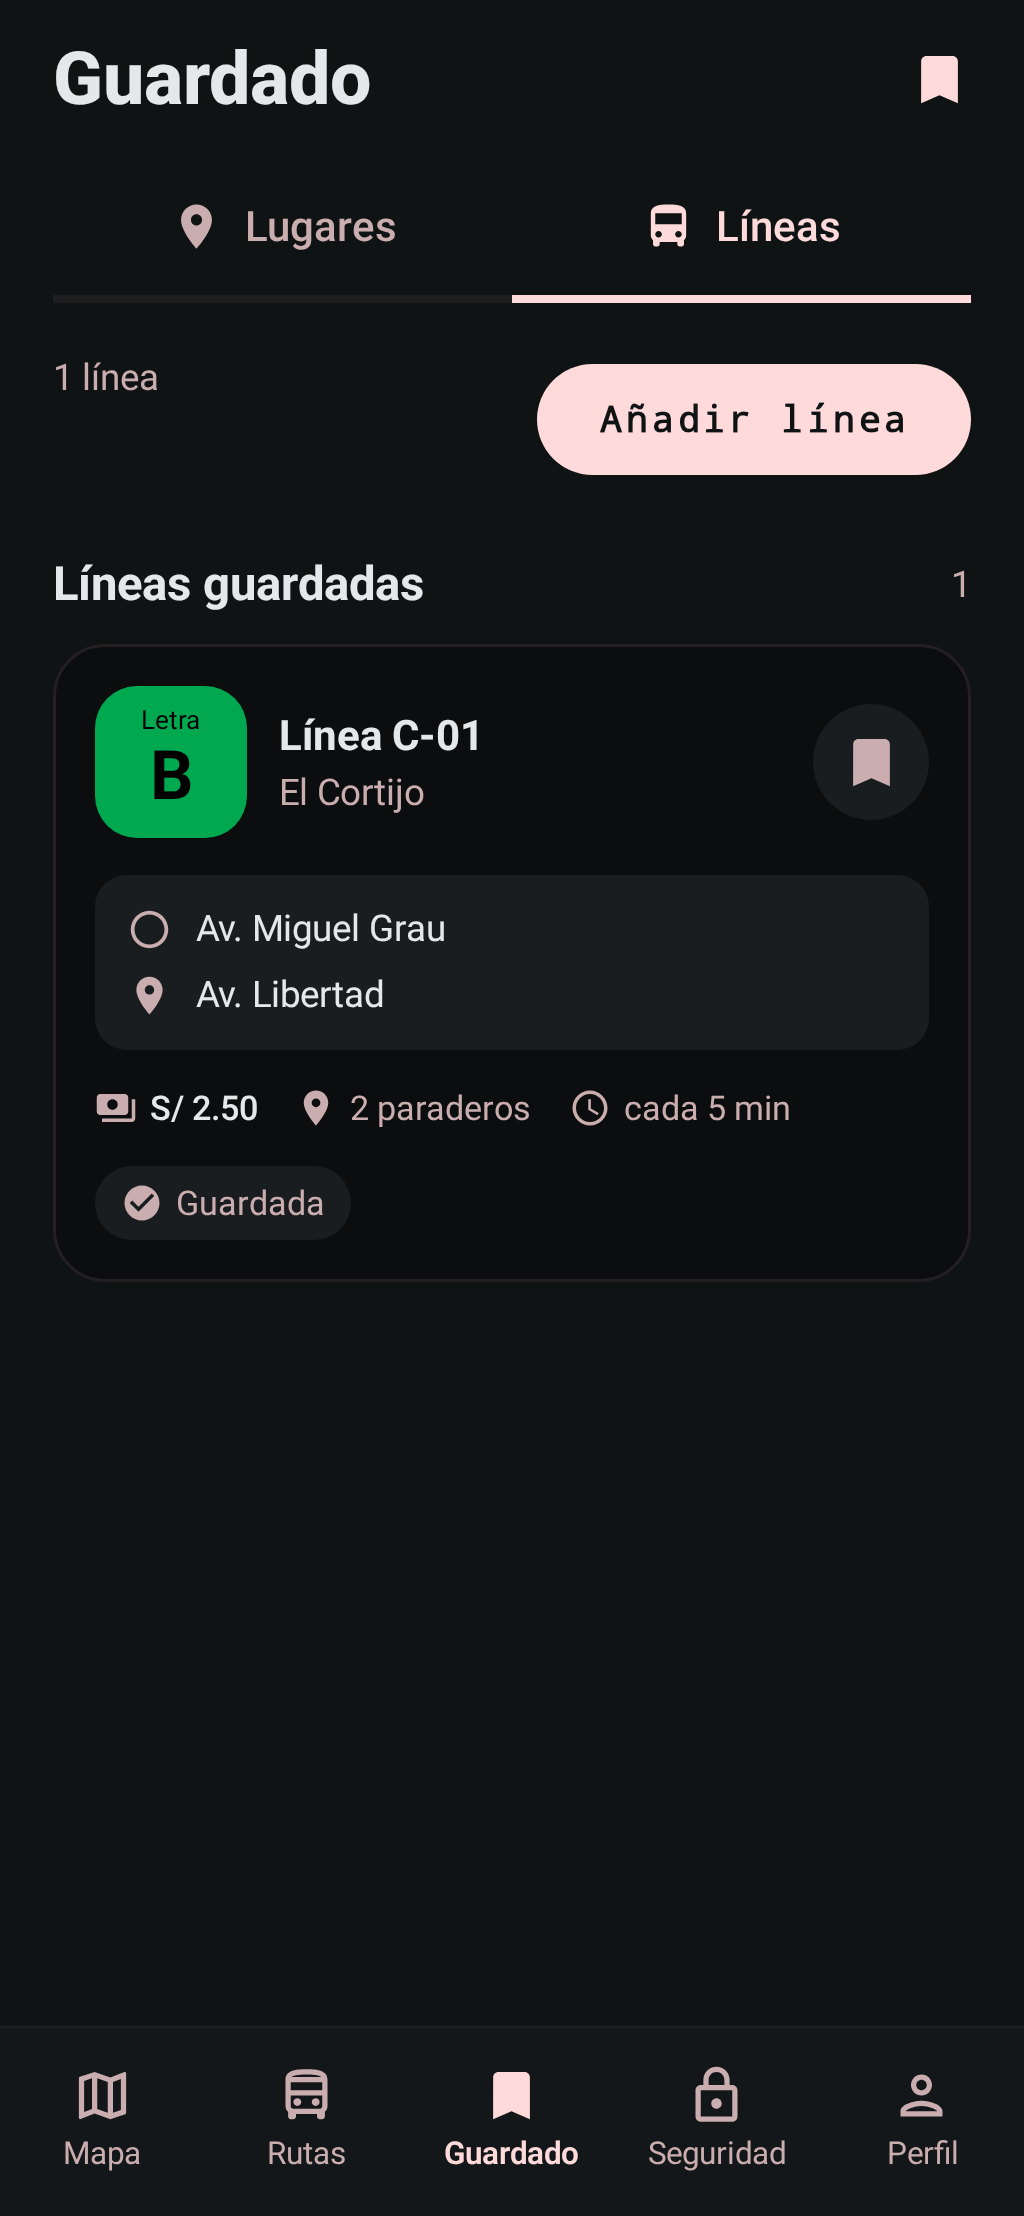 Guardado
Lugares
Líneas
1 línea
Añadir línea
Líneas guardadas
1
Letra
B
Línea C-01
El Cortijo
Av. Miguel Grau
Av. Libertad
S/ 2.50
2 paraderos
cada 5 min
Guardada
Mapa
Rutas
Guardado
Seguridad
Perfil